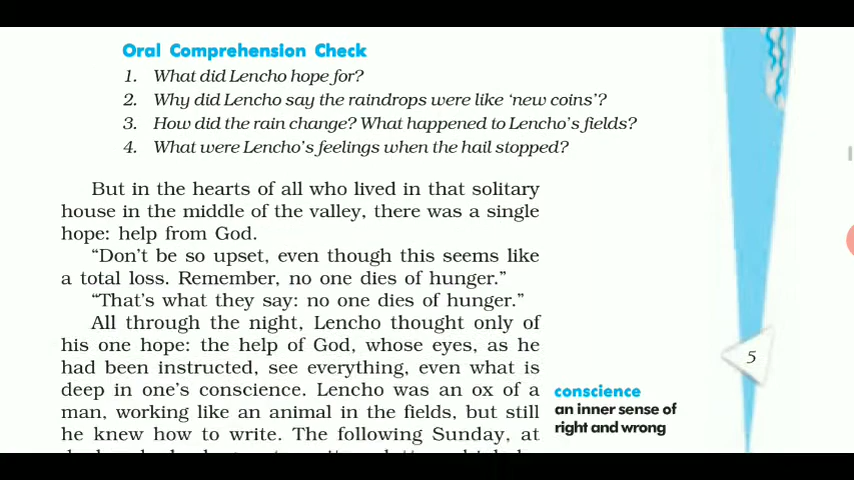 Oral Comprehension Check
1. What did Lencho hope for?
2. Why did Lencho say the raindrops were like ‘new coins’?
3. How did the rain change? What happened to Lencho’s fields?
4. What were Lencho’s feelings when the hail stopped?
But in the hearts of all who lived in that solitary
house in the middle of the valley, there was a single
hope: help from God.
“Don’t be so upset, even though this seems like
a total loss. Remember, no one dies of hunger.”
“That’s what they say: no one dies of hunger.”
All through the night, Lencho thought only of
his one hope: the help of God, whose eyes, as he
had been instructed, see everything, even what is
deep in one’s conscience. Lencho was an ox of a
man, working like an animal in the fields, but still
he knew how to write. The following Sunday, at
conscience
an inner sense of
right and wrong
5